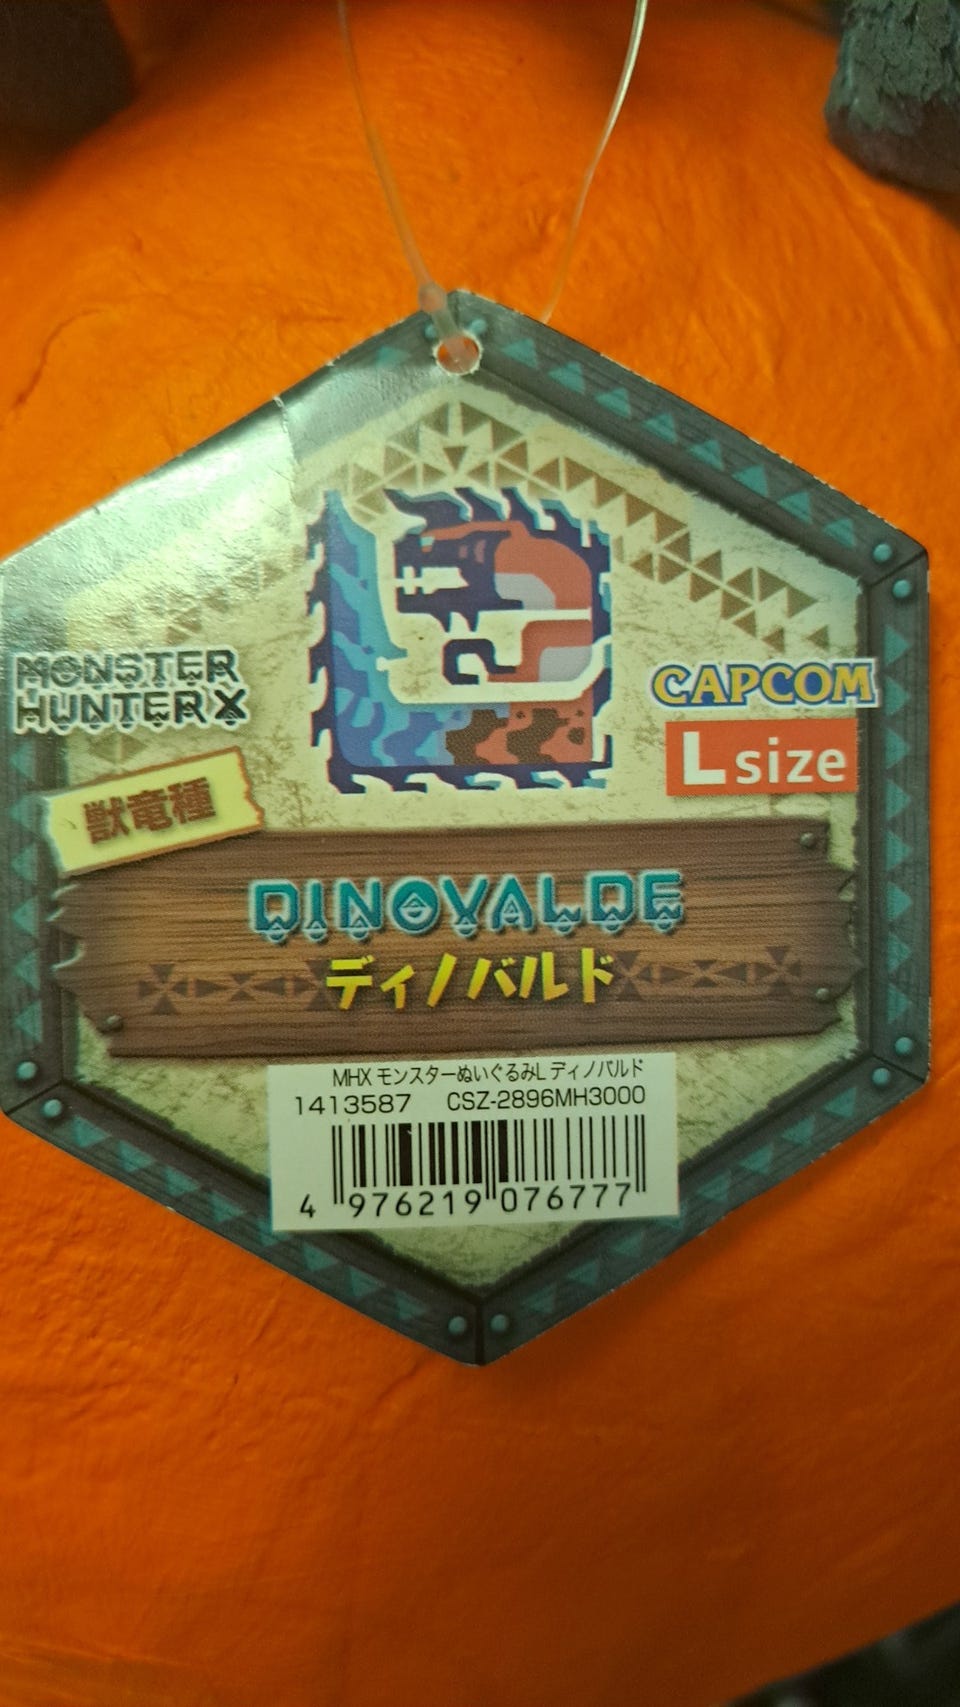 MONSTER
HUNTER X
CAPCOM
L size
獣竜種
DINOVALDE
ディノバルド
MHX モンスターぬいぐるみL ディノバルド
1413587 CSZ-2896MH3000
4 976219 076777